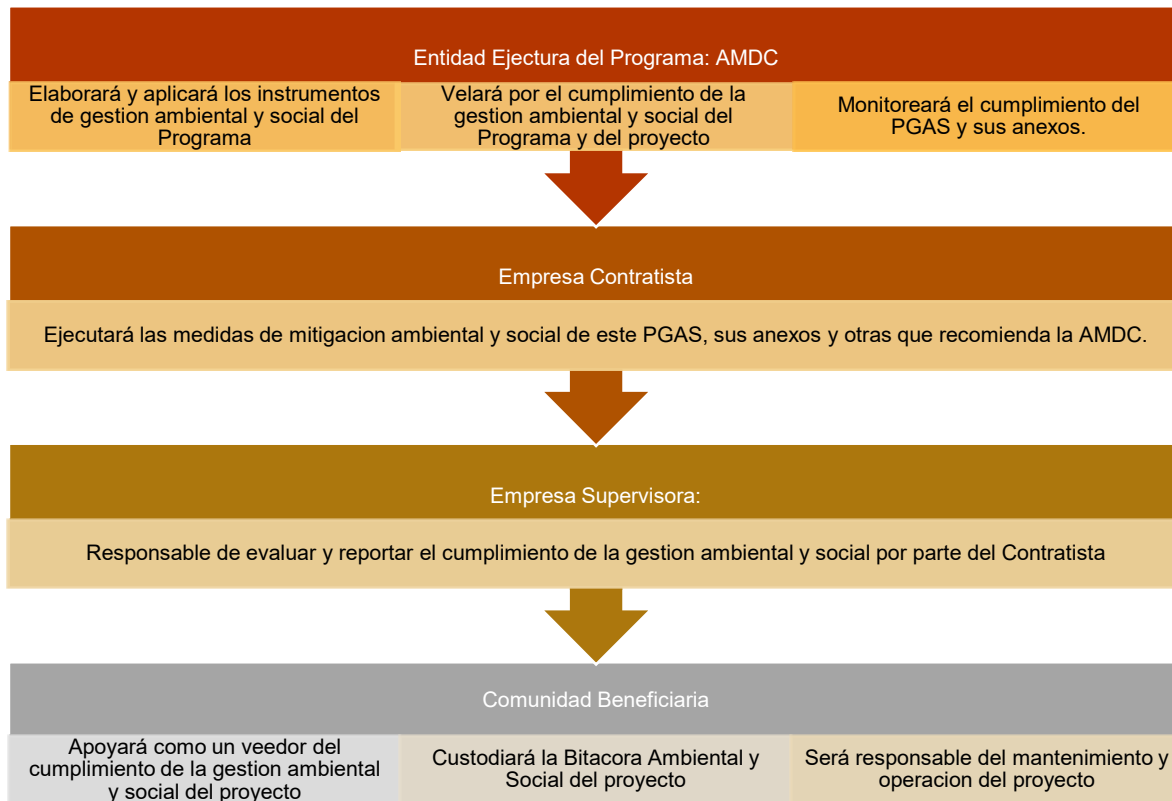 Entidad Ejectura del Programa: AMDC
Elaborará y aplicará los instrumentos
de gestion ambiental y social del
Programa
Velará por el cumplimiento de la
gestion ambiental y social del
Programa y del proyecto
Monitoreará el cumplimiento del
PGAS y sus anexos.
Empresa Contratista
Ejecutará las medidas de mitigacion ambiental y social de este PGAS, sus anexos y otras que recomienda la AMDC.
Empresa Supervisora:
Responsable de evaluar y reportar el cumplimiento de la gestion ambiental y social por parte del Contratista
Comunidad Beneficiaria
Apoyará como un veedor del
cumplimiento de la gestion ambiental
y social del proyecto
Custodiará la Bitacora Ambiental y
Social del proyecto
Será responsable del mantenimiento y
operacion del proyecto